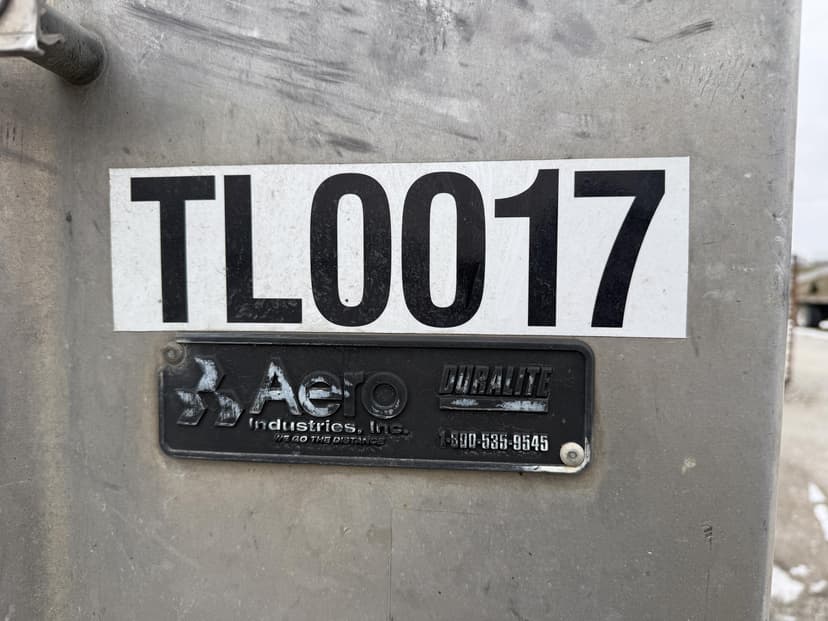 TL0017
Aero
Industries, Inc.
WE GO THE DISTANCE
DURALITE
1-800-535-9545